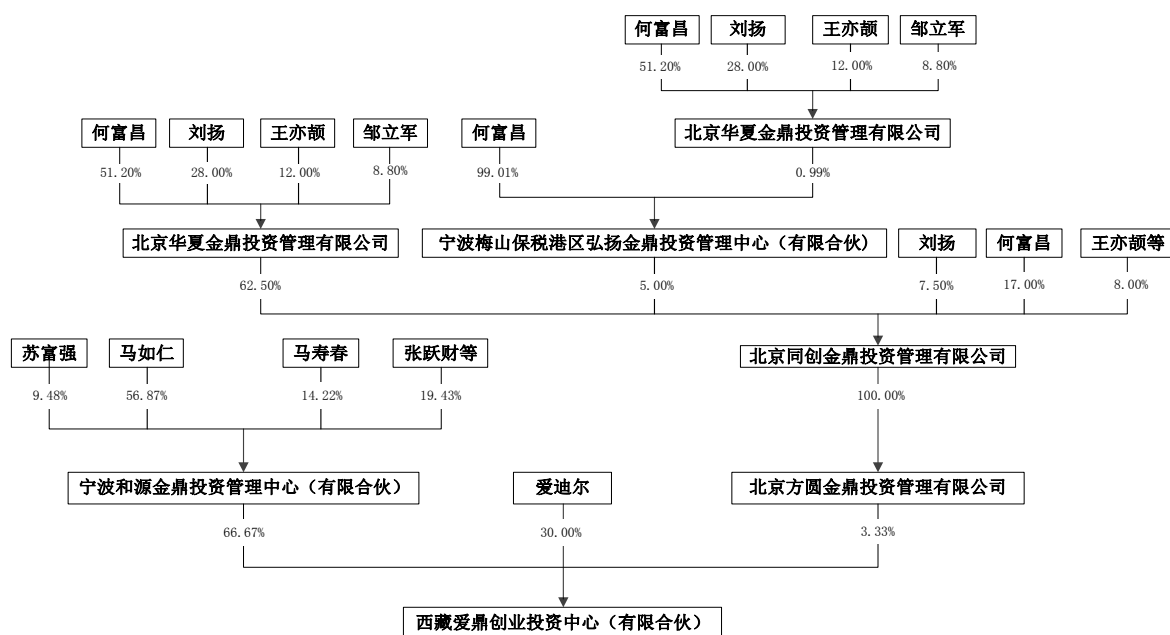 何富昌 刘扬 王亦颉 邹立军
51.20% 28.00% 12.00% 8.80%
何富昌 刘扬 王亦颉 邹立军 何富昌 北京华夏金鼎投资管理有限公司
51.20% 28.00% 12.00% 8.80% 99.01% 0.99%
北京华夏金鼎投资管理有限公司 宁波梅山保税港区弘扬金鼎投资管理中心（有限合伙) 刘扬 何富昌 王亦颉等
62.50% 5.00% 7.50% 17.00% 8.00%
苏富强 马如仁 马寿春 张跃财等 北京同创金鼎投资管理有限公司
9.48% 56.87% 14.22% 19.43% 100.00%
宁波和源金鼎投资管理中心（有限合伙） 爱迪尔 北京方圆金鼎投资管理有限公司
66.67% 30.00% 3.33%
西藏爱鼎创业投资中心（有限合伙）